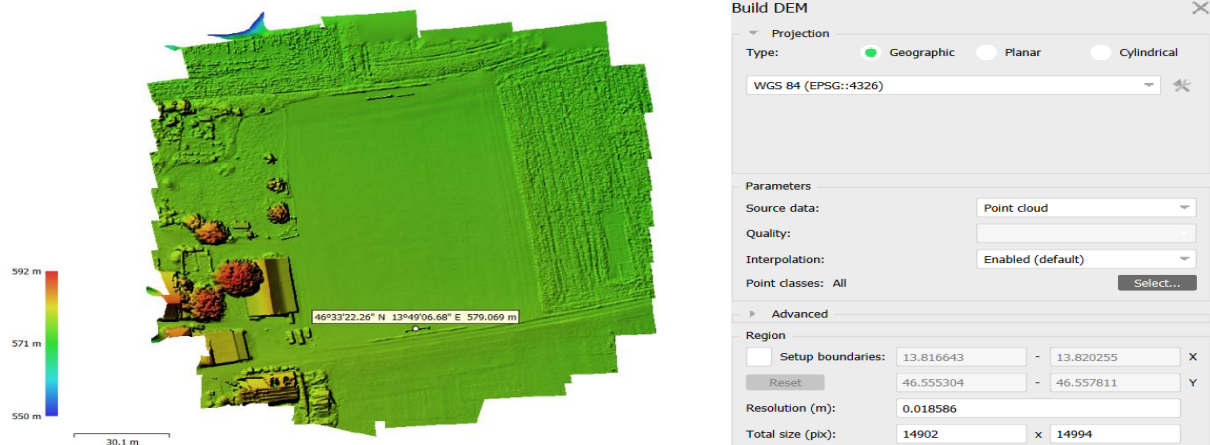 592 m
571 m
550 m
30.1 m
46°33'22.26" N 13°49'06.68" E 579.069 m
Build DEM
Projection
Type: Geographic Planar Cylindrical
WGS 84 (EPSG::4326)
Parameters
Source data: Point cloud
Quality:
Interpolation: Enabled (default)
Point classes: All Select...
Advanced
Region
Setup boundaries: 13.816643 - 13.820255 X
Reset 46.555304 - 46.557811 Y
Resolution (m): 0.018586
Total size (pix): 14902 x 14994